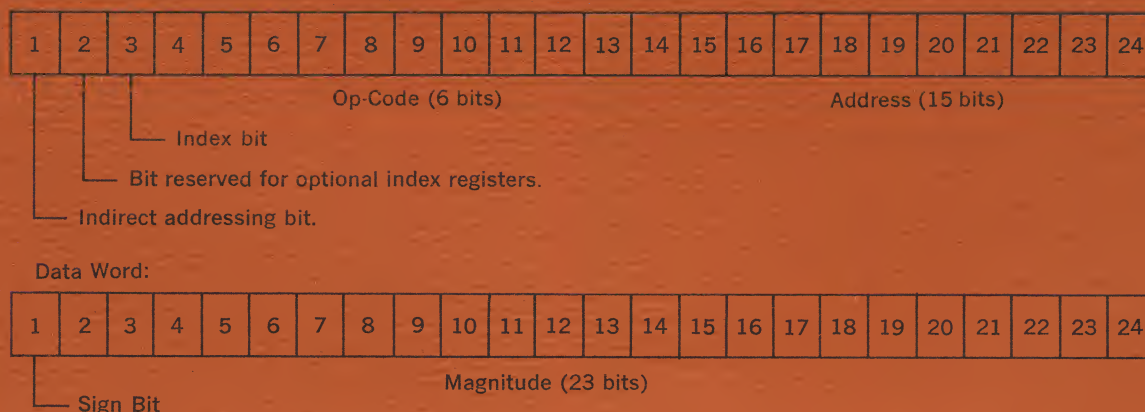 1 2 3 4 5 6 7 8 9 10 11 12 13 14 15 16 17 18 19 20 21 22 23 24
Op-Code (6 bits) Address (15 bits)
Index bit
Bit reserved for optional index registers.
Indirect addressing bit.
Data Word:
1 2 3 4 5 6 7 8 9 10 11 12 13 14 15 16 17 18 19 20 21 22 23 24
Magnitude (23 bits)
Sign Bit